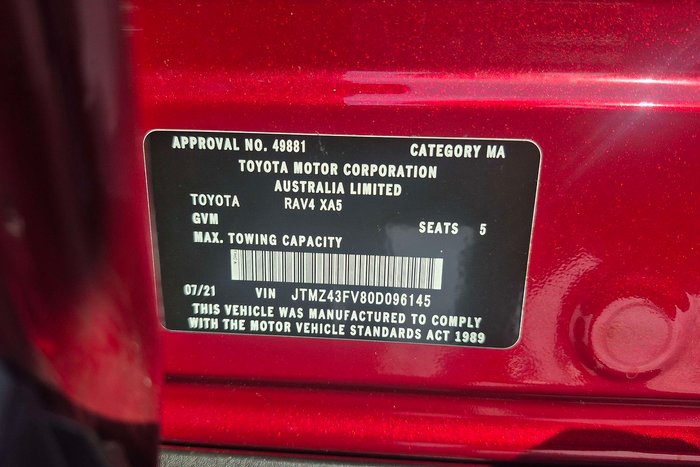 APPROVAL NO. 49881 CATEGORY MA
TOYOTA MOTOR CORPORATION
AUSTRALIA LIMITED
TOYOTA RAV4 XA5
GVM SEATS 5
MAX. TOWING CAPACITY
07/21 VIN JTMZ43FV80D096145
THIS VEHICLE WAS MANUFACTURED TO COMPLY
WITH THE MOTOR VEHICLE STANDARDS ACT 1989